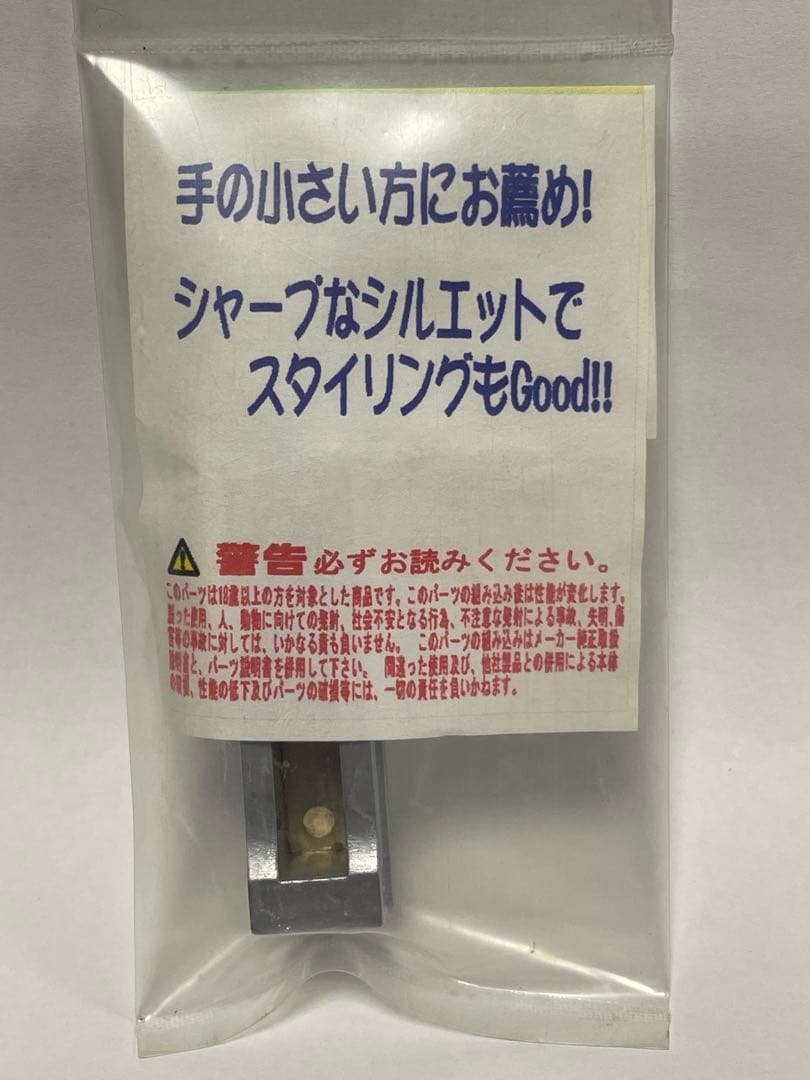 手の小さい方にお薦め!
シャープなシルエットで
スタイリングもGood!!
警告 必ずお読みください。
このパーツは18歳以上の方を対象とした商品です。このパーツの組み込み後は性能が変化します。
誤った使用、人、動物に向けての発射、社会不安となる行為、不注意な発射による事故、失明、傷
害等の事故に対しては、いかなる責も負いません。 このパーツの組み込みはメーカー純正取扱
説明書と、パーツ説明書を併用して下さい。 間違った使用及び、他社製品との併用による本体
の破損、性能の低下及びパーツの破損等には、一切の責任を負いかねます。